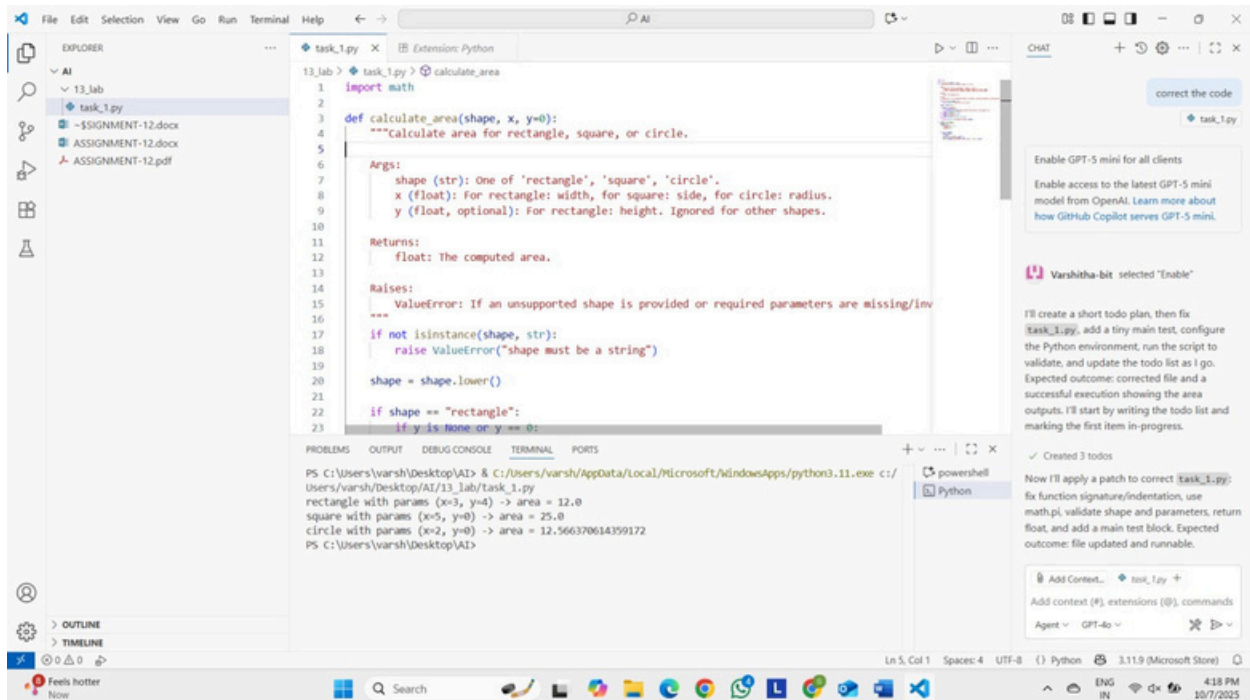 File Edit Selection View Go Run Terminal Help
AI
EXPLORER
AI
13_lab
task_1.py
~$SIGNMENT-12.docx
ASSIGNMENT-12.docx
ASSIGNMENT-12.pdf
OUTLINE
TIMELINE
task_1.py
Extension: Python
13_lab > task_1.py > calculate_area
1 import math
2
3 def calculate_area(shape, x, y=0):
4 """Calculate area for rectangle, square, or circle.
5
6 Args:
7 shape (str): One of 'rectangle', 'square', 'circle'.
8 x (float): For rectangle: width, for square: side, for circle: radius.
9 y (float, optional): For rectangle: height. Ignored for other shapes.
10
11 Returns:
12 float: The computed area.
13
14 Raises:
15 ValueError: If an unsupported shape is provided or required parameters are missing/inv
16 """
17 if not isinstance(shape, str):
18 raise ValueError("shape must be a string")
19
20 shape = shape.lower()
21
22 if shape == "rectangle":
23 if y is None or y == 0:
PROBLEMS OUTPUT DEBUG CONSOLE TERMINAL PORTS
PS C:\Users\varsh\Desktop\AI> & C:/Users/varsh/AppData/Local/Microsoft/WindowsApps/python3.11.exe c:/
Users/varsh/Desktop/AI/13_lab/task_1.py
rectangle with params (x=3, y=4) -> area = 12.0
square with params (x=5, y=0) -> area = 25.0
circle with params (x=2, y=0) -> area = 12.566370614359172
PS C:\Users\varsh\Desktop\AI>
powershell
Python
CHAT
correct the code
task_1.py
Enable GPT-5 mini for all clients
Enable access to the latest GPT-5 mini
model from OpenAI. Learn more about
how GitHub Copilot serves GPT-5 mini.
Varshitha-bit selected "Enable"
I'll create a short todo plan, then fix
task_1.py, add a tiny main test, configure
the Python environment, run the script to
validate, and update the todo list as I go.
Expected outcome: corrected file and a
successful execution showing the area
outputs. I'll start by writing the todo list and
marking the first item in-progress.
Created 3 todos
Now I'll apply a patch to correct task_1.py:
fix function signature/indentation, use
math.pi, validate shape and parameters, return
float, and add a main test block. Expected
outcome: file updated and runnable.
Add Context... task_1.py +
Add context (#), extensions (@), commands
Agent GPT-4o
0 0
Ln 5, Col 1 Spaces: 4 UTF-8 {} Python 3.11.9 (Microsoft Store)
Feels hotter
Now
Search
ENG
IN
4:18 PM
10/7/2025